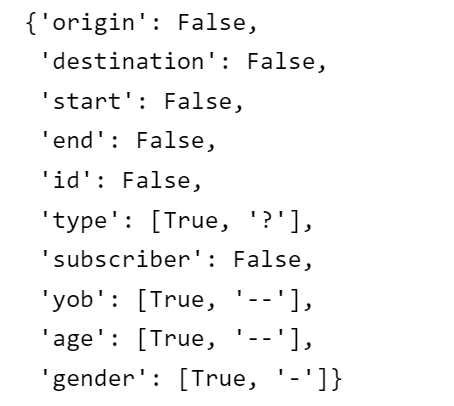 {'origin': False,
'destination': False,
'start': False,
'end': False,
'id': False,
'type': [True, '?'],
'subscriber': False,
'yob': [True, '--'],
'age': [True, '--'],
'gender': [True, '-']}